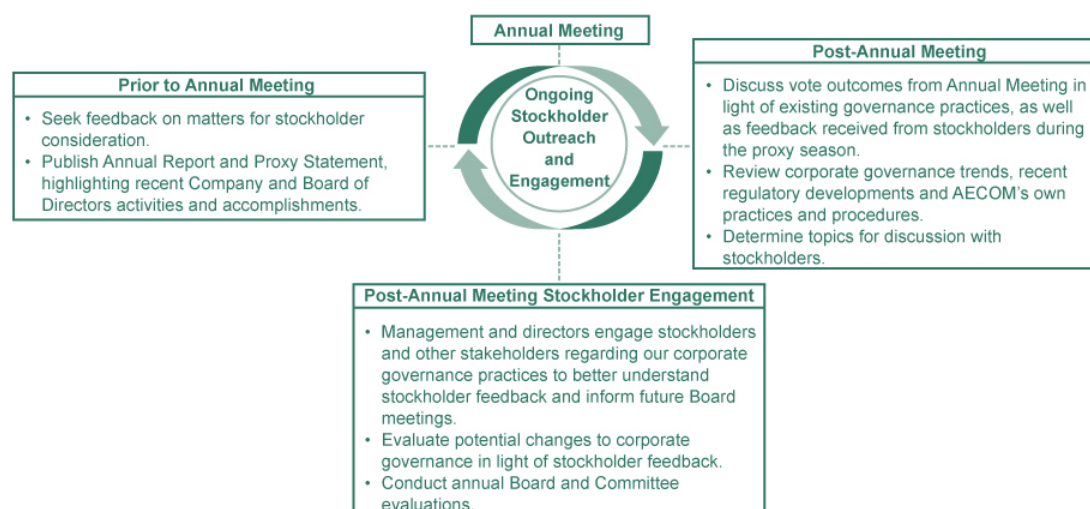 Annual Meeting
Prior to Annual Meeting
• Seek feedback on matters for stockholder
consideration.
• Publish Annual Report and Proxy Statement,
highlighting recent Company and Board of
Directors activities and accomplishments.
Ongoing
Stockholder
Outreach
and
Engagement
Post-Annual Meeting
• Discuss vote outcomes from Annual Meeting in
light of existing governance practices, as well
as feedback received from stockholders during
the proxy season.
• Review corporate governance trends, recent
regulatory developments and AECOM's own
practices and procedures.
• Determine topics for discussion with
stockholders.
Post-Annual Meeting Stockholder Engagement
• Management and directors engage stockholders
and other stakeholders regarding our corporate
governance practices to better understand
stockholder feedback and inform future Board
meetings.
• Evaluate potential changes to corporate
governance in light of stockholder feedback.
• Conduct annual Board and Committee
evaluations.